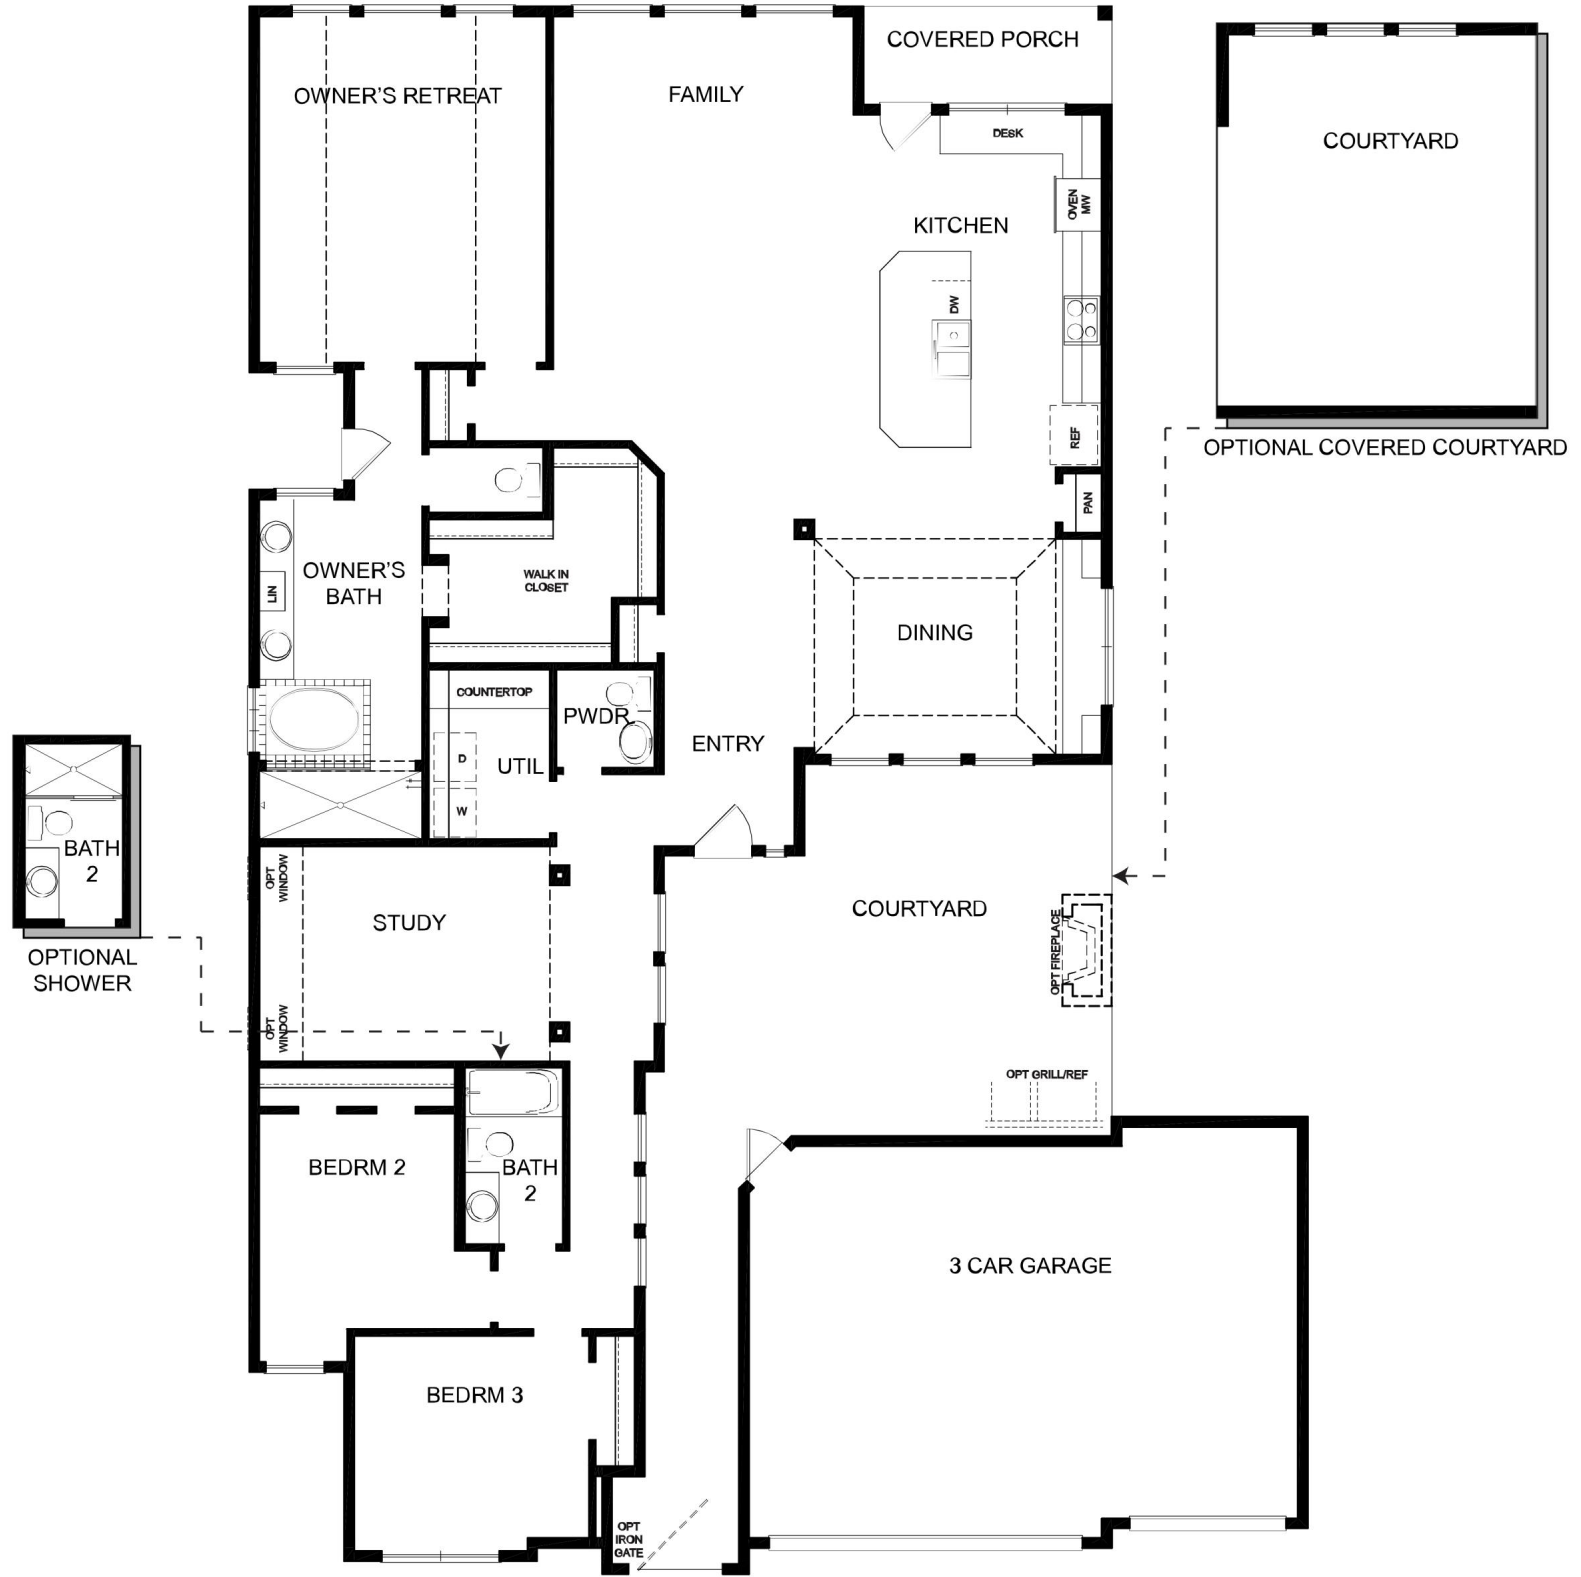 COVERED PORCH
OWNER'S RETREAT
FAMILY
DESK
COURTYARD
OVEN
MW
KITCHEN
DW
REF
OPTIONAL COVERED COURTYARD
PAN
WALK IN
CLOSET
OWNER'S
BATH
LIN
DINING
COUNTERTOP
PWDR.
ENTRY
D
UTIL
W
BATH
2
OPTIONAL
SHOWER
OPT
WINDOW
STUDY
COURTYARD
OPT FIREPLACE
OPT
WINDOW
OPT GRILL/REF
BEDRM 2
BATH
2
3 CAR GARAGE
BEDRM 3
OPT
IRON
GATE